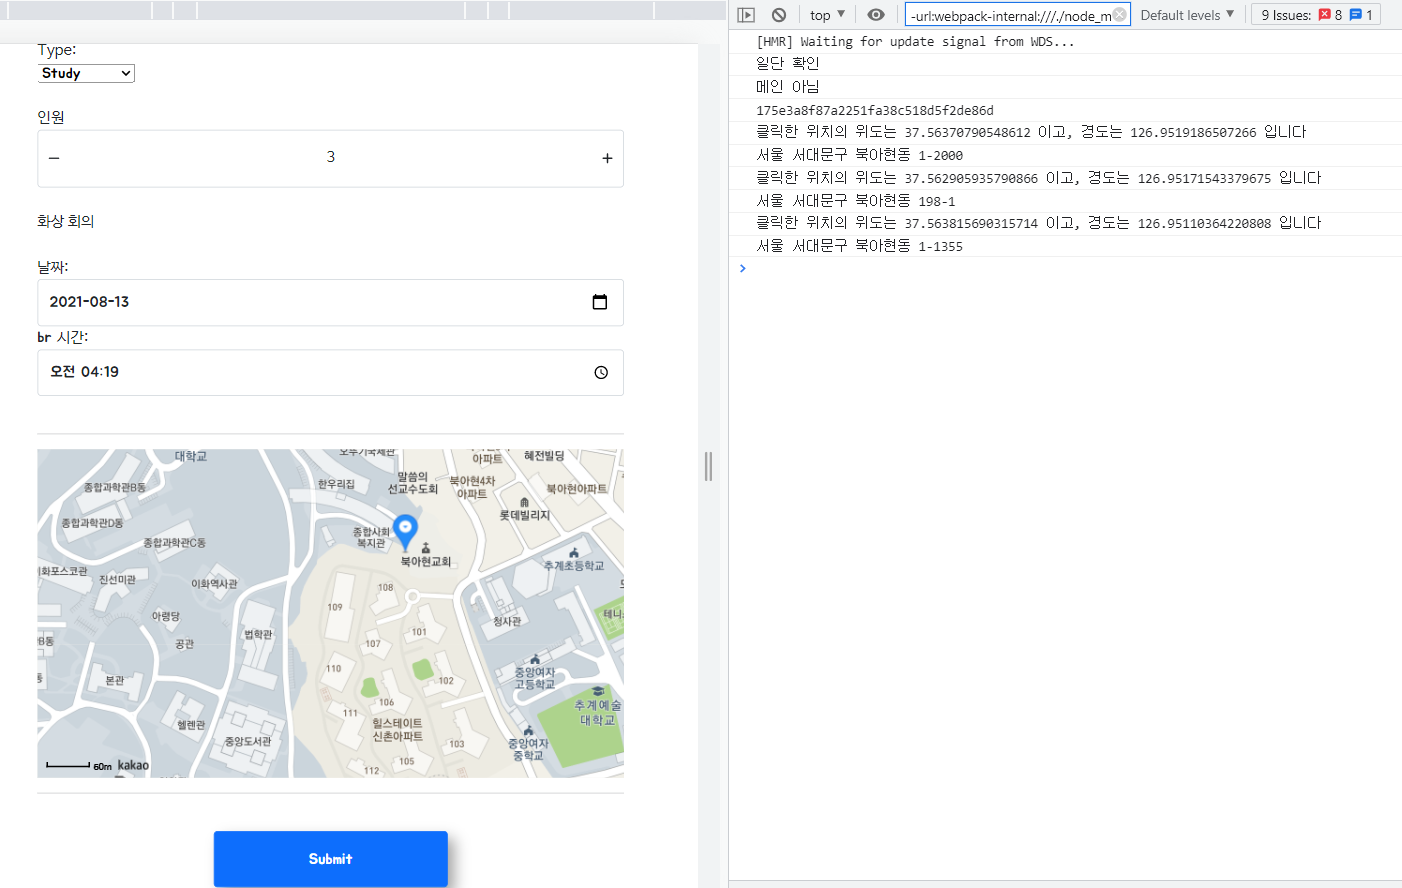 Type:
Study
인원
3
화상 회의
날짜:
2021-08-13
br 시간:
오전 04:19
대학교
종합과학관B동
종합과학관D동
종합과학관C동
진선미관
이화역사관
아령당
공관
법학관
본관
헬렌관
중앙도서관
한우리집
말씀의
선교수도회
북아현4차
아파트
아파트
혜전빌딩
북아현아파트
롯데빌리지
종합사회
복지관
북아현교회
추계초등학교
청사관
중앙여자
고등학교
추계예술
대학교
중앙여자
중학교
힐스테이트
신촌아파트
108
109
107
101
110
102
106
111
103
105
112
60m kakao
Submit
top
-url:webpack-internal:///./node_m
Default levels
9 Issues: 8 1
[HMR] Waiting for update signal from WDS...
일단 확인
메인 아님
175e3a8f87a2251fa38c518d5f2de86d
클릭한 위치의 위도는 37.56370790548612 이고, 경도는 126.9519186507266 입니다
서울 서대문구 북아현동 1-2000
클릭한 위치의 위도는 37.562905935790866 이고, 경도는 126.95171543379675 입니다
서울 서대문구 북아현동 198-1
클릭한 위치의 위도는 37.563815690315714 이고, 경도는 126.95110364220808 입니다
서울 서대문구 북아현동 1-1355